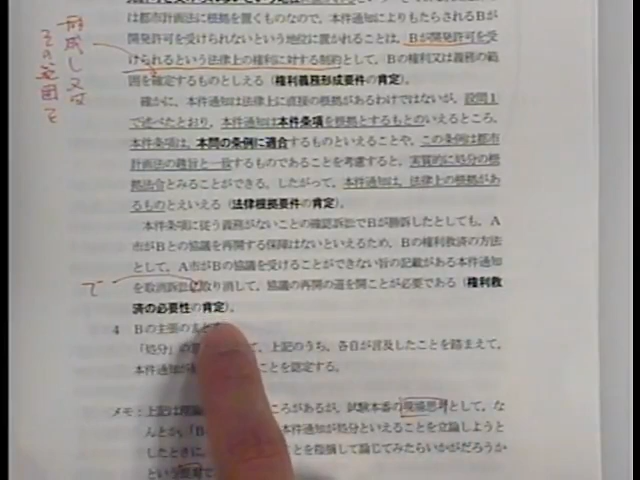 は都市計画法に根拠を置くものなので、本件通知によりもたらされるBが
開発許可を受けられないという地位に置かれることは、Bが開発許可を受
けられるという法律上の権利に対する制約として、Bの権利又は義務の範
囲を確定するものとしえる（権利義務形成要件の肯定）。
確かに、本件通知は法律上に直接の根拠があるわけではないが、設問1
で述べたとおり、本件通知は本件条項を根拠とするものといえるところ、
本件条項は、本問の条例に適合するものといえることや、この条例は都市
計画法の趣旨と一致するものであることを考慮すると、実質的に処分の根
拠法令とみることができる。したがって、本件通知は、法律上の根拠があ
るものとえいえる（法律根拠要件の肯定）。
本件条項に従う義務がないことの確認訴訟でBが勝訴したとしても、A
市がBとの協議を再開する保障はないといえるため、Bの権利救済の方法
として、A市がBの協議を受けることができない旨の記載がある本件通知
を取消訴訟に取り消して、協議の再開の道を開ことが必要である（権利救
済の必要性の肯定）。
4 Bの主張のまとめ
「処分」の て、上記のうち、各自が言及したことを踏まえて、
本件通知が ことを認定する。
メモ：上記は理論 ころがあるが、試験本番の現場思考として、な
んとか、「B 本件通知が処分といえることを立論しようと
したときに、 ことを指摘して論じてみたらいかがだろうか
という
形成し又は
その範囲を
で